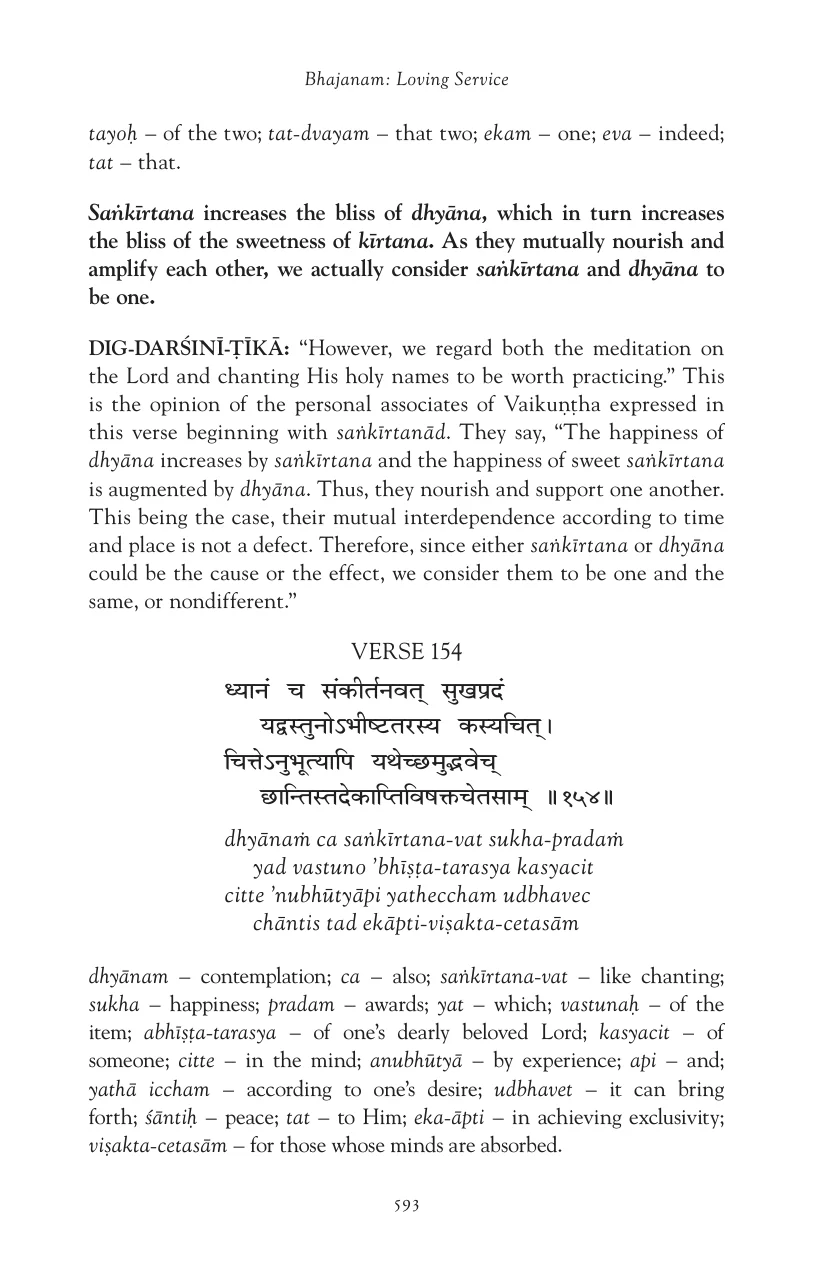 Bhajanam: Loving Service
tayoḥ – of the two; tat-dvayam – that two; ekam – one; eva – indeed;
tat – that.
Saṅkīrtana increases the bliss of dhyāna, which in turn increases
the bliss of the sweetness of kīrtana. As they mutually nourish and
amplify each other, we actually consider saṅkīrtana and dhyāna to
be one.
DIG-DARŚINĪ-ṬĪKĀ: “However, we regard both the meditation on
the Lord and chanting His holy names to be worth practicing.” This
is the opinion of the personal associates of Vaikuṇṭha expressed in
this verse beginning with saṅkīrtanād. They say, “The happiness of
dhyāna increases by saṅkīrtana and the happiness of sweet saṅkīrtana
is augmented by dhyāna. Thus, they nourish and support one another.
This being the case, their mutual interdependence according to time
and place is not a defect. Therefore, since either saṅkīrtana or dhyāna
could be the cause or the effect, we consider them to be one and the
same, or nondifferent.”
VERSE 154
ध्यानं च संकीर्तनवत् सुखप्रदं
यद्वस्तुनोऽभीष्टतरस्य कस्यचित्।
चित्तेऽनुभूत्यापि यथेच्छमुद्भवेच्
छान्तिस्तदेकाप्तिविषक्तचेतसाम् ॥१५४॥
dhyānaṁ ca saṅkīrtana-vat sukha-pradaṁ
yad vastuno ’bhīṣṭa-tarasya kasyacit
citte ’nubhūtyāpi yatheccham udbhavec
chāntis tad ekāpti-viṣakta-cetasām
dhyānam – contemplation; ca – also; saṅkīrtana-vat – like chanting;
sukha – happiness; pradam – awards; yat – which; vastunaḥ – of the
item; abhīṣṭa-tarasya – of one’s dearly beloved Lord; kasyacit – of
someone; citte – in the mind; anubhūtyā – by experience; api – and;
yathā iccham – according to one’s desire; udbhavet – it can bring
forth; śāntiḥ – peace; tat – to Him; eka-āpti – in achieving exclusivity;
viṣakta-cetasām – for those whose minds are absorbed.
593